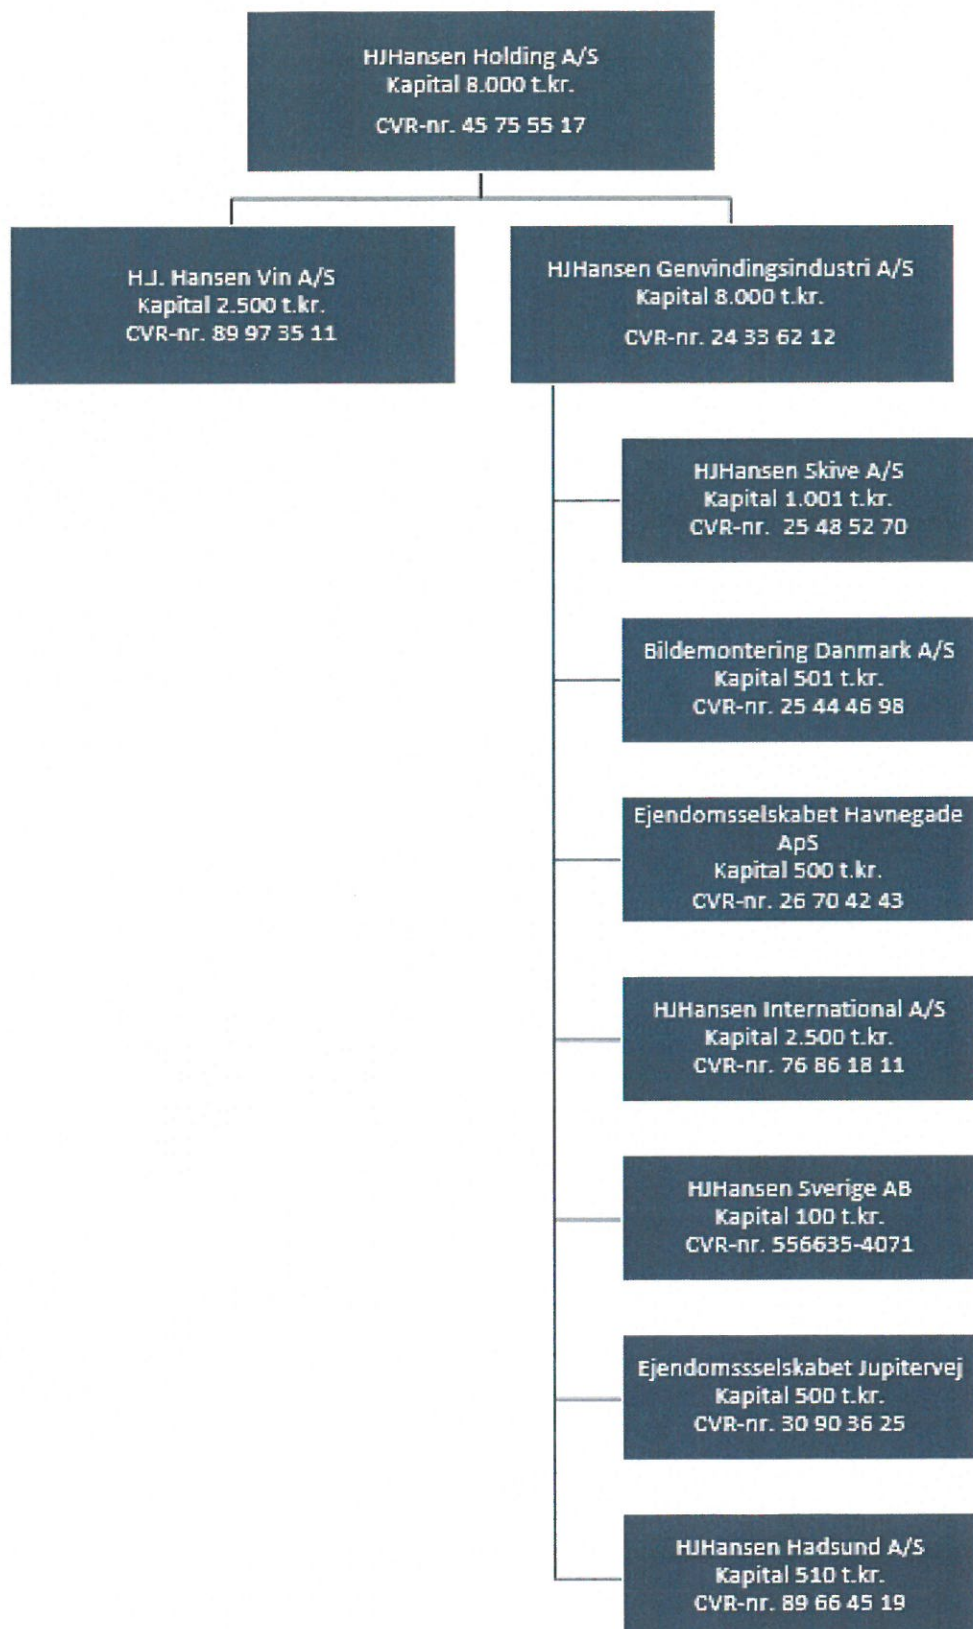 HJHansen Holding A/S
Kapital 8.000 t.kr.
CVR-nr. 45 75 55 17
H.J. Hansen Vin A/S
Kapital 2.500 t.kr.
CVR-nr. 89 97 35 11
HJHansen Genvindingsindustri A/S
Kapital 8.000 t.kr.
CVR-nr. 24 33 62 12
HJHansen Skive A/S
Kapital 1.001 t.kr.
CVR-nr. 25 48 52 70
Bildemontering Danmark A/S
Kapital 501 t.kr.
CVR-nr. 25 44 46 98
Ejendomsselskabet Havnegade
ApS
Kapital 500 t.kr.
CVR-nr. 26 70 42 43
HJHansen International A/S
Kapital 2.500 t.kr.
CVR-nr. 76 86 18 11
HJHansen Sverige AB
Kapital 100 t.kr.
CVR-nr. 556635-4071
Ejendomssselskabet Jupitervej
Kapital 500 t.kr.
CVR-nr. 30 90 36 25
HJHansen Hadsund A/S
Kapital 510 t.kr.
CVR-nr. 89 66 45 19